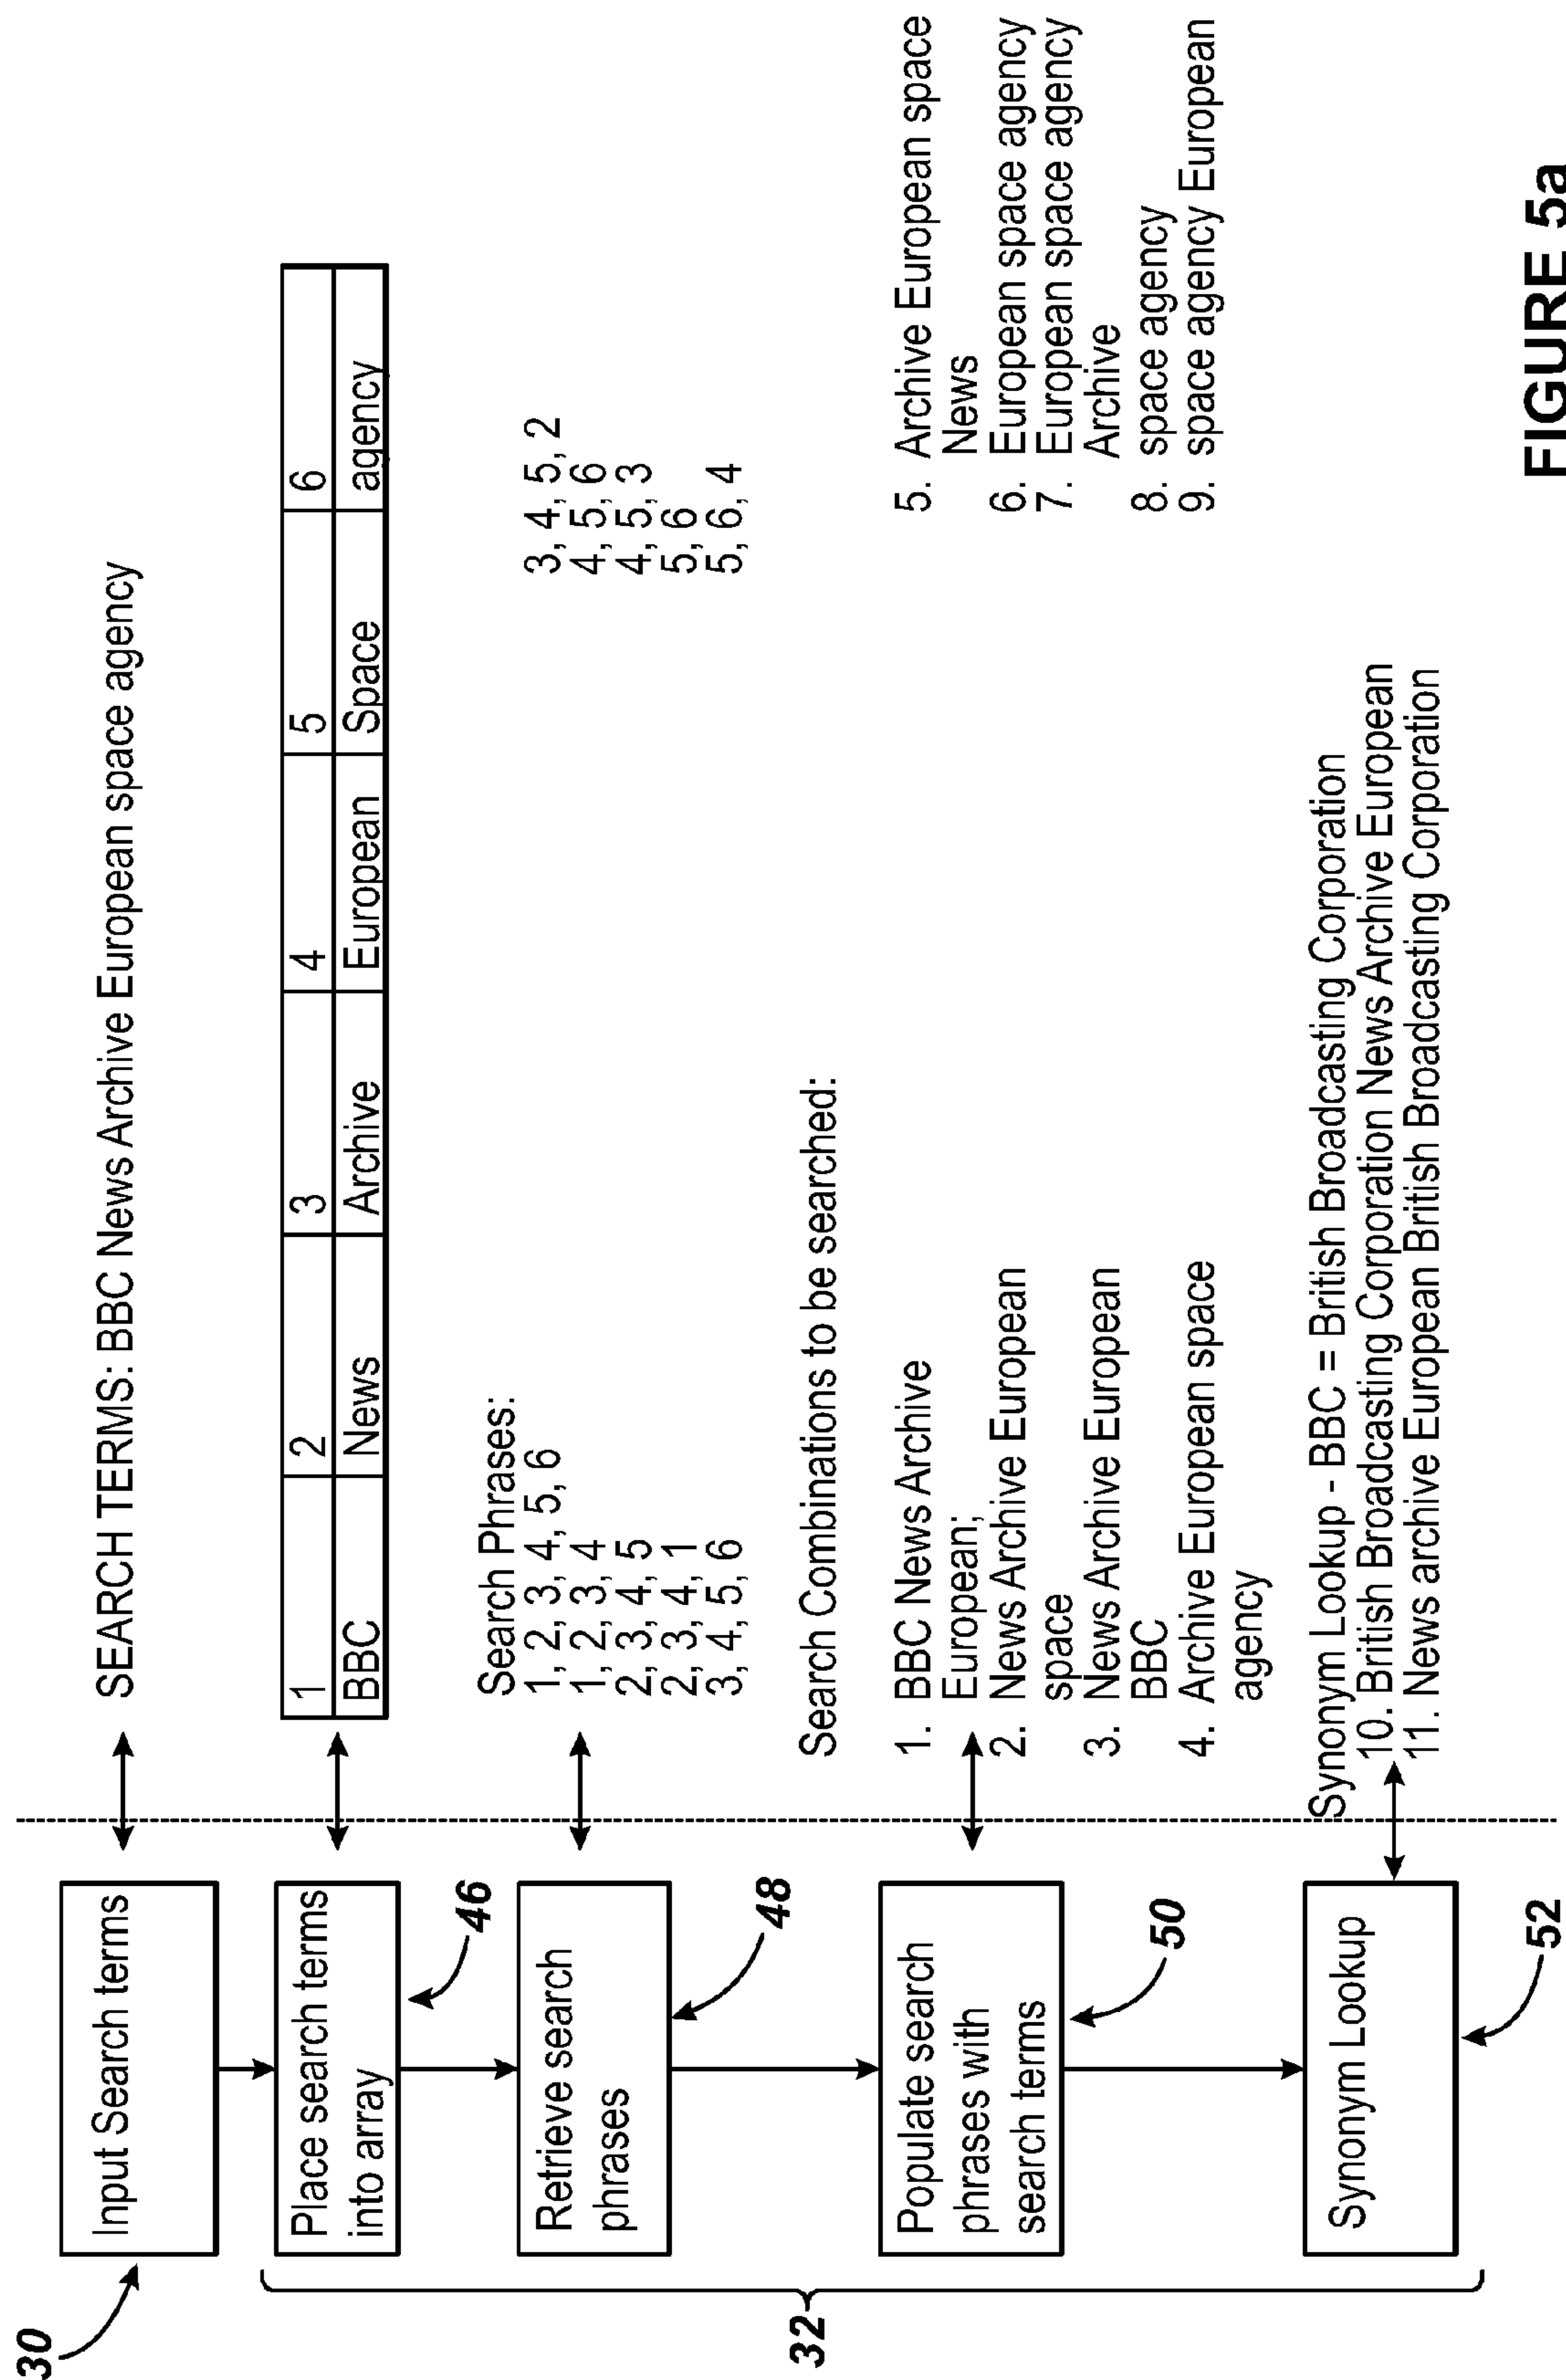 30
Input Search terms
SEARCH TERMS: BBC News Archive European space agency
32
Place search terms
into array
46
1 2 3 4 5 6
BBC News Archive European Space agency
Retrieve search
phrases
48
Search Phrases:
1, 2, 3, 4, 5, 6
1, 2, 3, 4
2, 3, 4, 5
2, 3, 4, 1
3, 4, 5, 6
3, 4, 5, 2
4, 5, 6
4, 5, 3
5, 6
5, 6, 4
Populate search
phrases with
search terms
50
Search Combinations to be searched:
1. BBC News Archive
European;
2. News Archive European
space
3. News Archive European
BBC
4. Archive European space
agency
5. Archive European space
News
6. European space agency
7. European space agency
Archive
8. space agency
9. space agency European
Synonym Lookup
52
Synonym Lookup - BBC = British Broadcasting Corporation
10. British Broadcasting Corporation News Archive European
11. News archive European British Broadcasting Corporation
FIGURE 5a